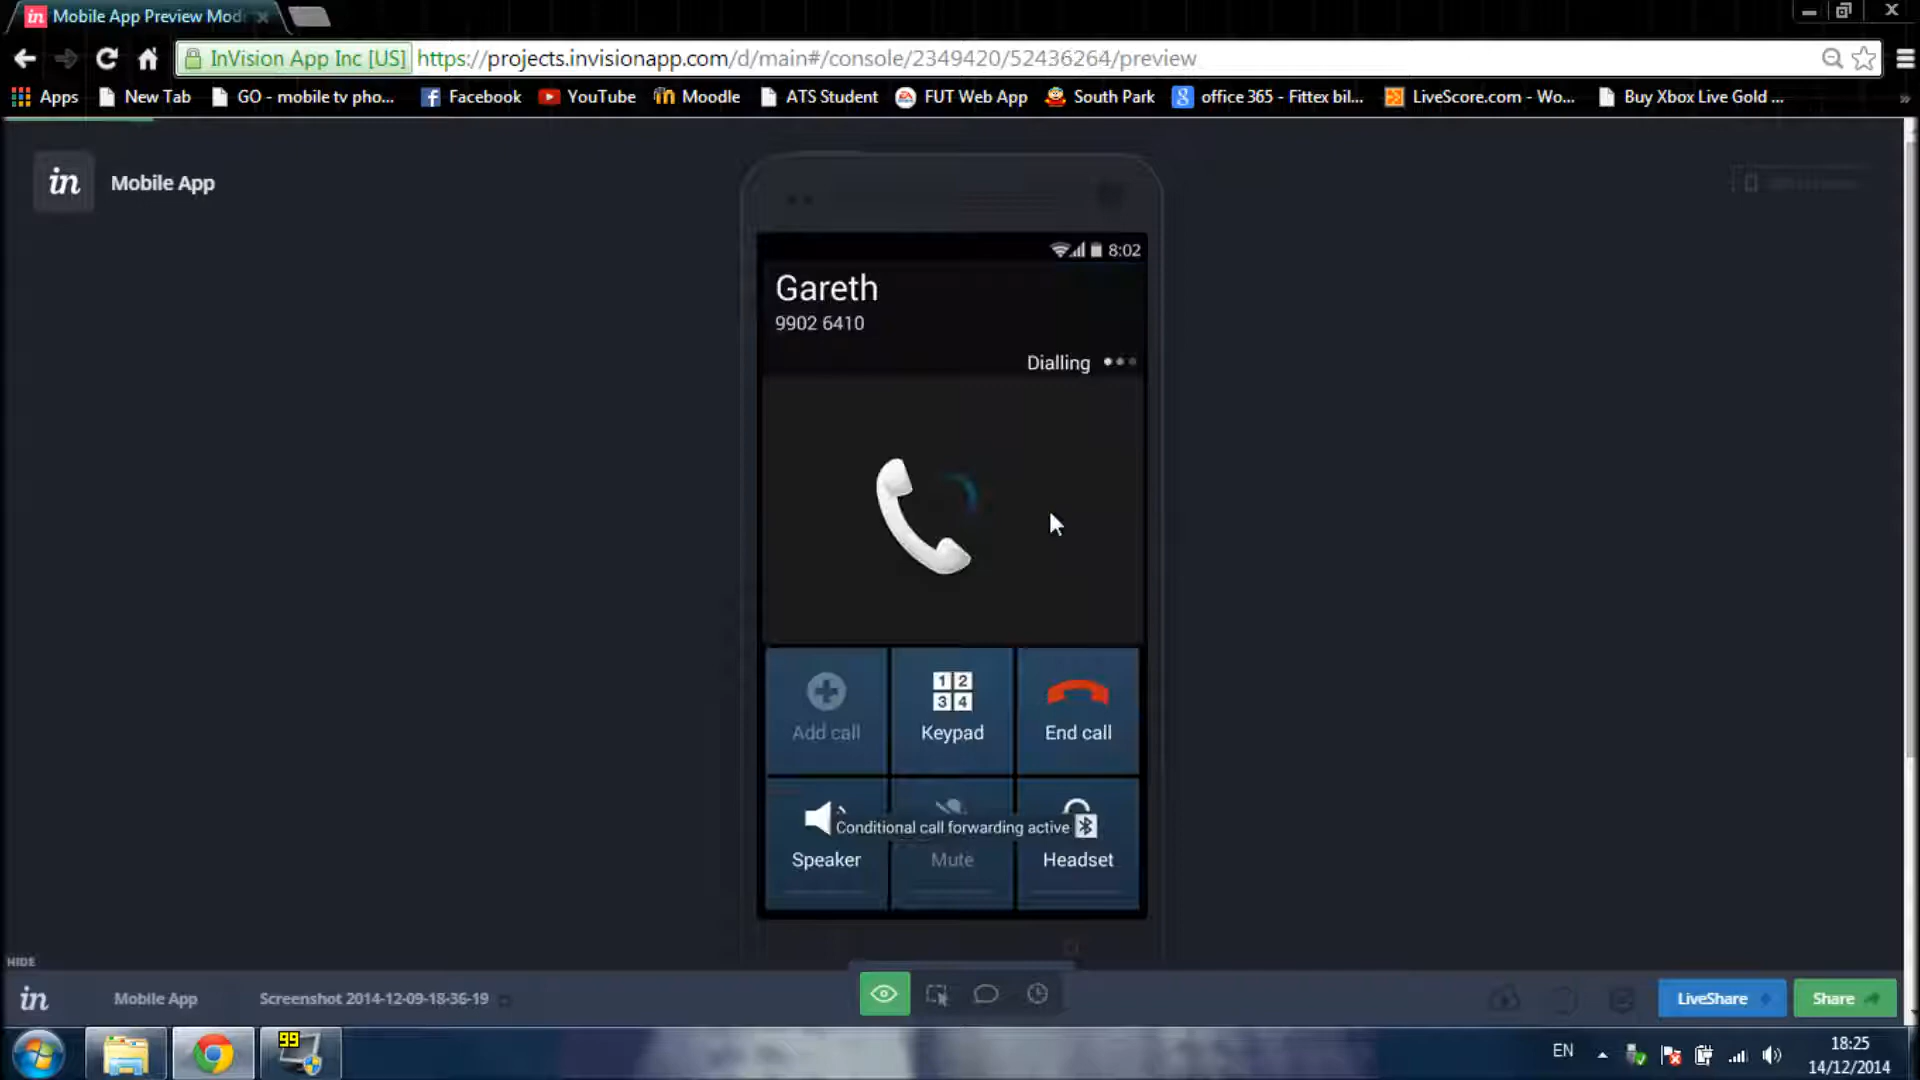 in Mobile App Preview Mod
InVision App Inc [US] https://projects.invisionapp.com/d/main#/console/2349420/52436264/preview
Apps New Tab GO - mobile tv pho... Facebook YouTube Moodle ATS Student FUT Web App South Park office 365 - Fittex bil... LiveScore.com - Wo... Buy Xbox Live Gold ... »
in Mobile App
8:02
Gareth
9902 6410
Dialling
1 2
3 4
Add call Keypad End call
Conditional call forwarding active
Speaker Mute Headset
HIDE
in Mobile App Screenshot 2014-12-09-18-36-19 LiveShare Share
99
EN 18:25
14/12/2014